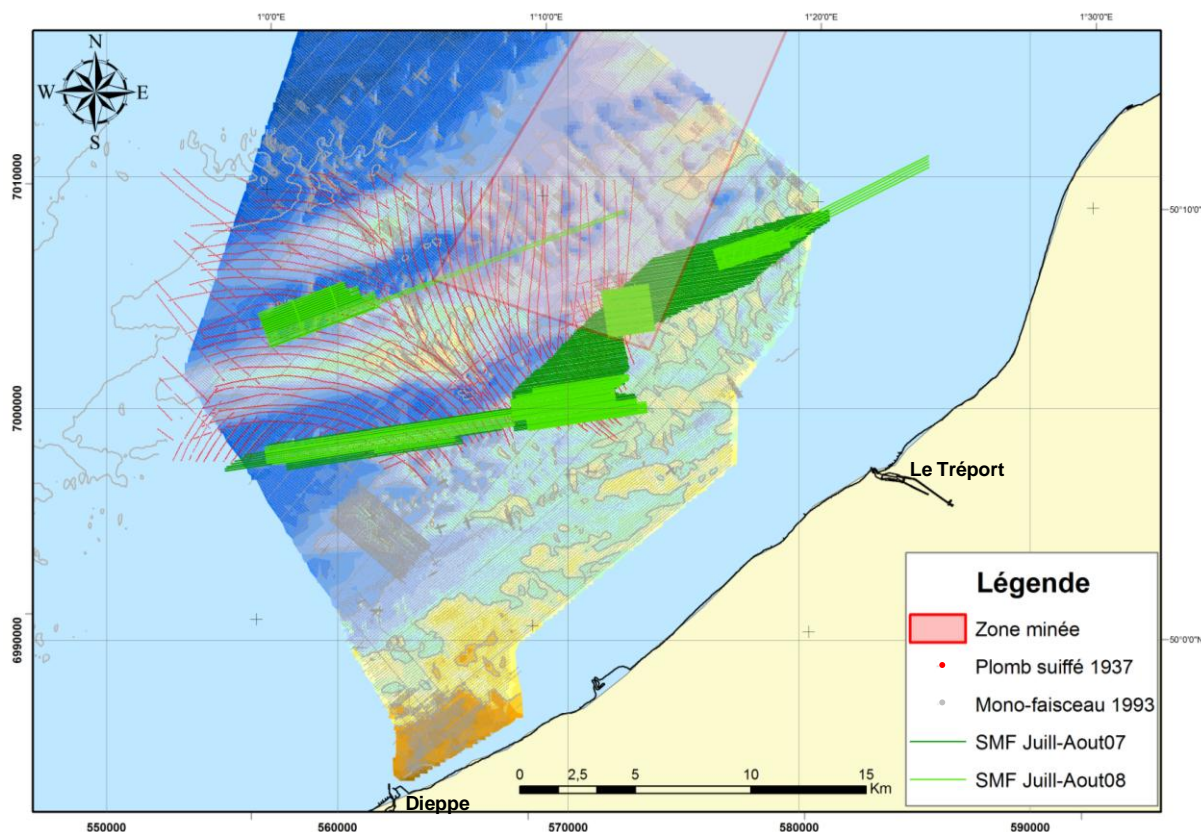 1°0'0"E
1°10'0"E
1°20'0"E
1°30'0"E
N
W
E
S
7010000
50°10'0"N
7000000
Le Tréport
Légende
Zone minée
Plomb suiffé 1937
Mono-faisceau 1993
SMF Juill-Aout07
SMF Juill-Aout08
6990000
50°0'0"N
0 2,5 5 10 15
Km
Dieppe
550000
560000
570000
580000